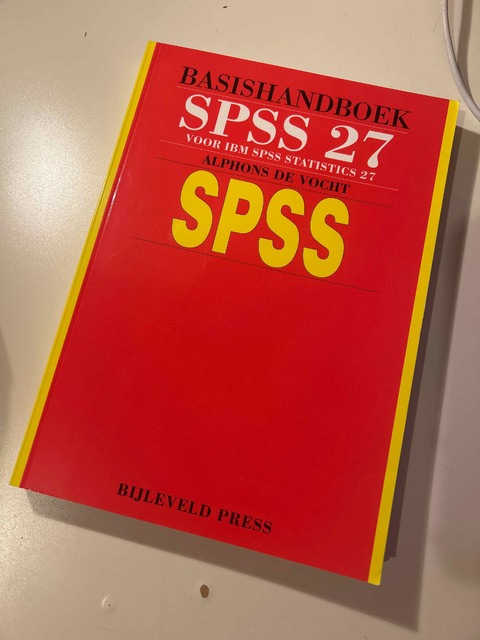 BASISHANDBOEK
SPSS 27
VOOR IBM SPSS STATISTICS 27
ALPHONS DE VOCHT
SPSS
BIJLEVELD PRESS